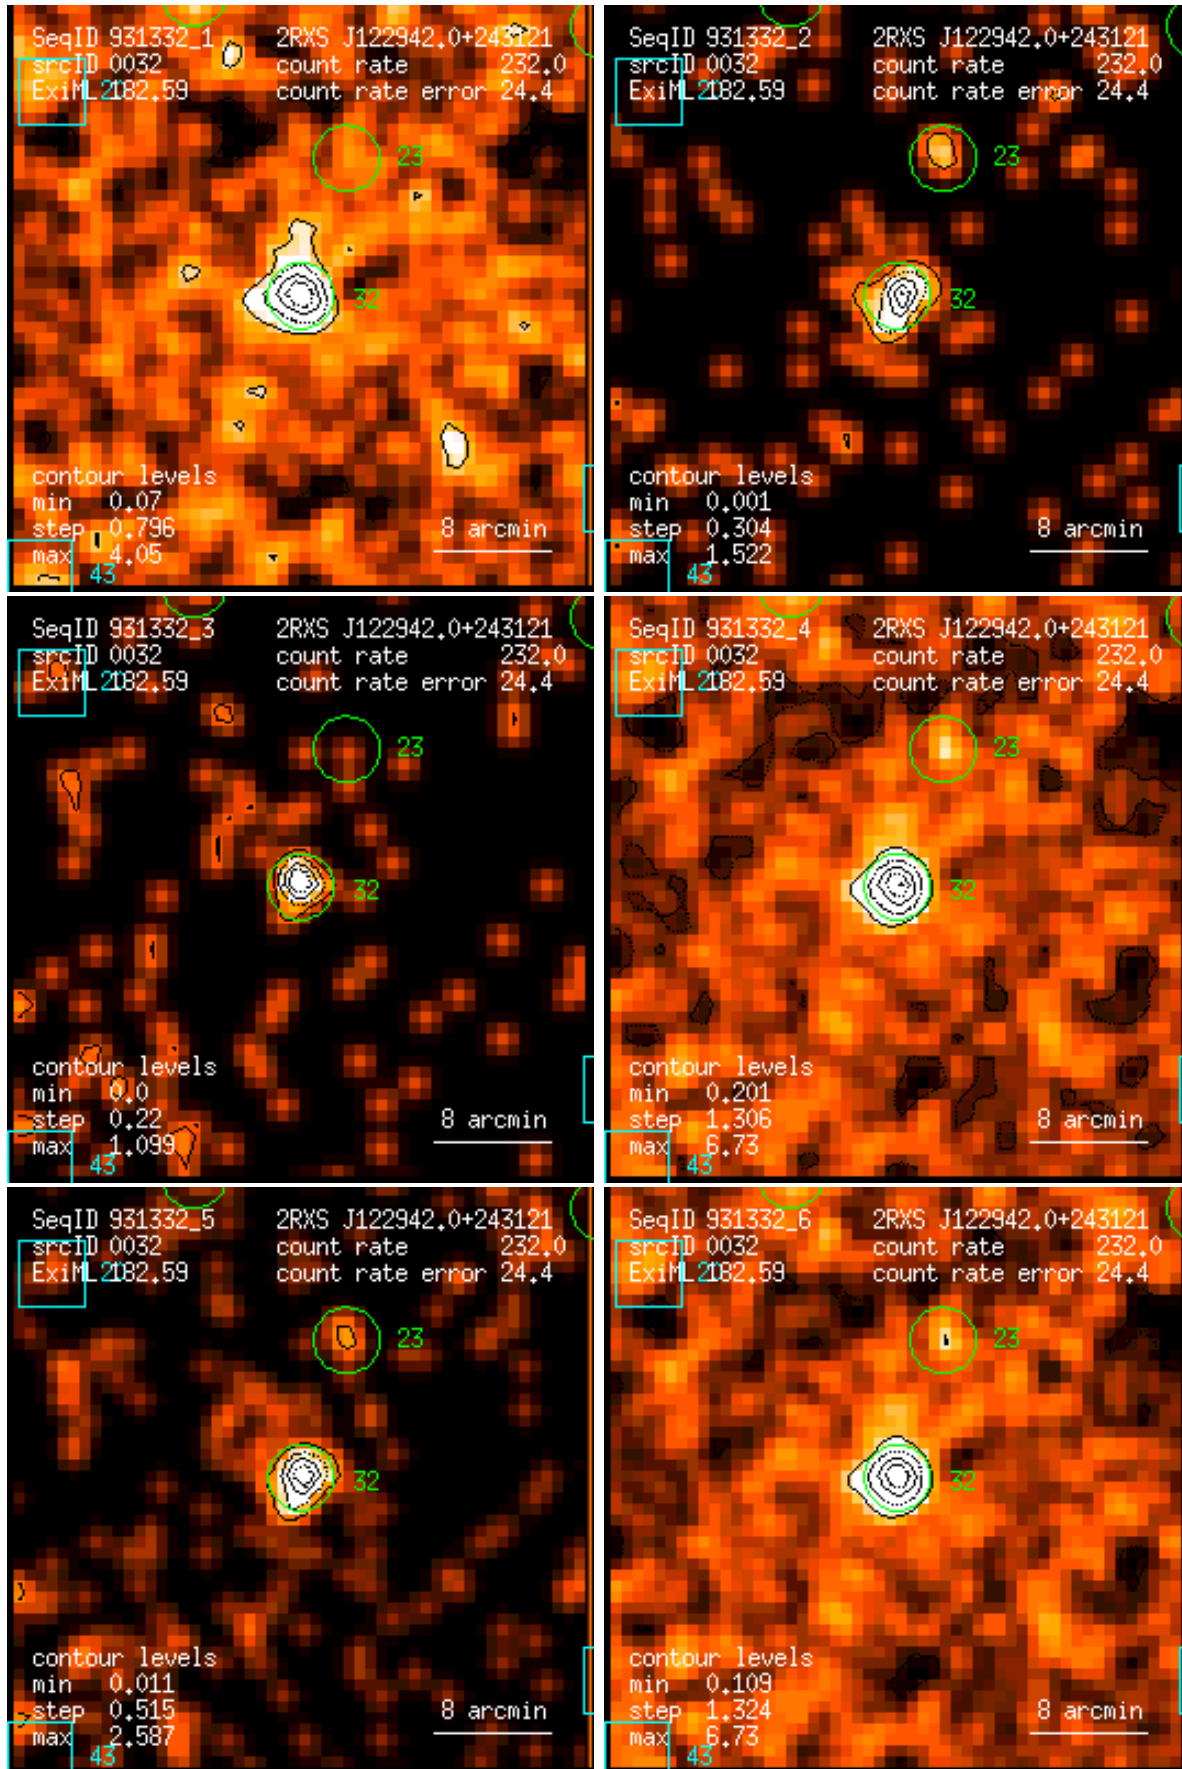 SeqID 931332_1 2RXS J122942.0+243121
srcID 0032 count rate 232.0
ExiML 182.59 count rate error 24.4
23
32
contour levels
min 0.07
step 0.796 8 arcmin
max 4.05
43
SeqID 931332_2 2RXS J122942.0+243121
srcID 0032 count rate 232.0
ExiML 182.59 count rate error 24.4
23
32
contour levels
min 0.001
step 0.304 8 arcmin
max 1.522
43
SeqID 931332_3 2RXS J122942.0+243121
srcID 0032 count rate 232.0
ExiML 182.59 count rate error 24.4
23
32
contour levels
min 0.0
step 0.22 8 arcmin
max 1.099
43
SeqID 931332_4 2RXS J122942.0+243121
srcID 0032 count rate 232.0
ExiML 182.59 count rate error 24.4
23
32
contour levels
min 0.201
step 1.306 8 arcmin
max 6.73
43
SeqID 931332_5 2RXS J122942.0+243121
srcID 0032 count rate 232.0
ExiML 182.59 count rate error 24.4
23
32
contour levels
min 0.011
step 0.515 8 arcmin
max 2.587
43
SeqID 931332_6 2RXS J122942.0+243121
srcID 0032 count rate 232.0
ExiML 182.59 count rate error 24.4
23
32
contour levels
min 0.109
step 1.324 8 arcmin
max 6.73
43